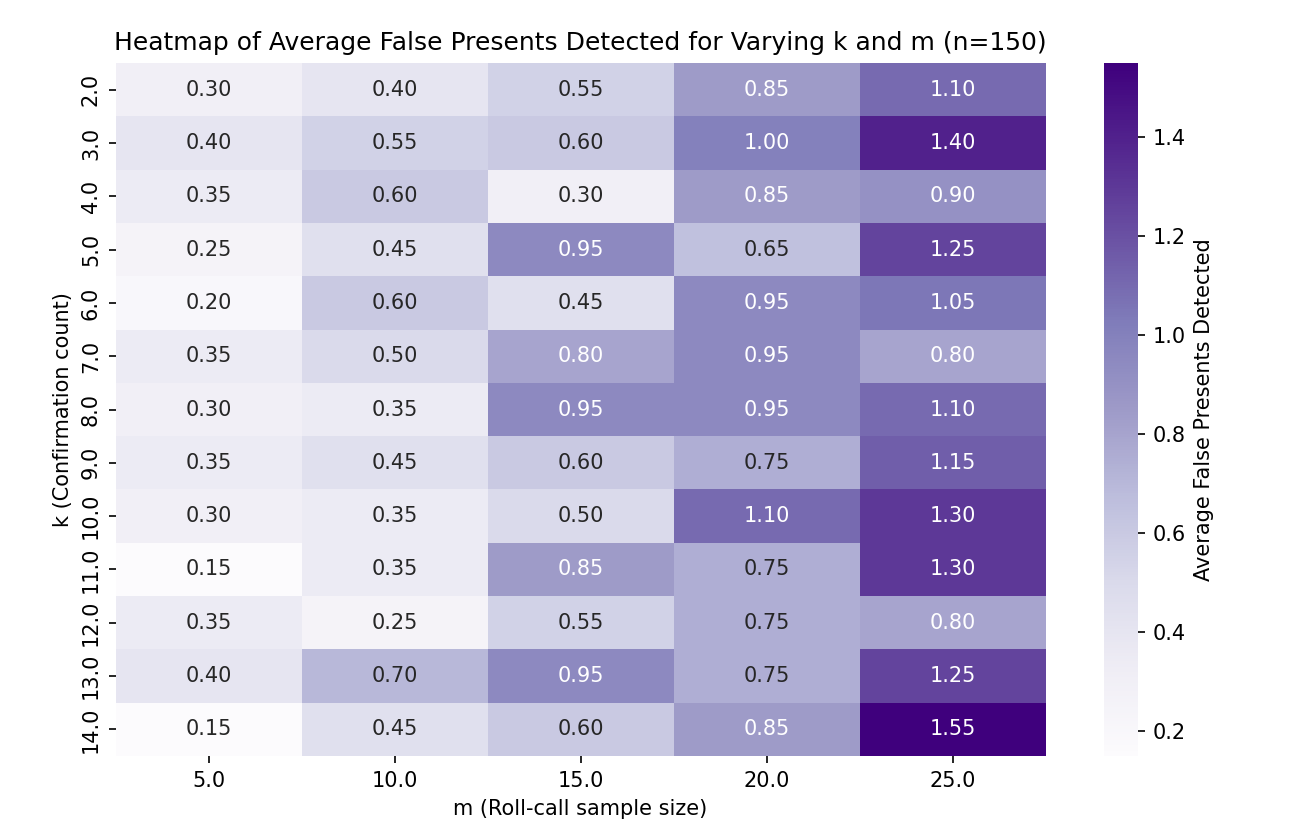 Heatmap of Average False Presents Detected for Varying k and m (n=150)
2.0 0.30 0.40 0.55 0.85 1.10
3.0 0.40 0.55 0.60 1.00 1.40
4.0 0.35 0.60 0.30 0.85 0.90
5.0 0.25 0.45 0.95 0.65 1.25
6.0 0.20 0.60 0.45 0.95 1.05
7.0 0.35 0.50 0.80 0.95 0.80
8.0 0.30 0.35 0.95 0.95 1.10
9.0 0.35 0.45 0.60 0.75 1.15
10.0 0.30 0.35 0.50 1.10 1.30
11.0 0.15 0.35 0.85 0.75 1.30
12.0 0.35 0.25 0.55 0.75 0.80
13.0 0.40 0.70 0.95 0.75 1.25
14.0 0.15 0.45 0.60 0.85 1.55
k (Confirmation count)
5.0 10.0 15.0 20.0 25.0
m (Roll-call sample size)
1.4
1.2
1.0
0.8
0.6
0.4
0.2
Average False Presents Detected